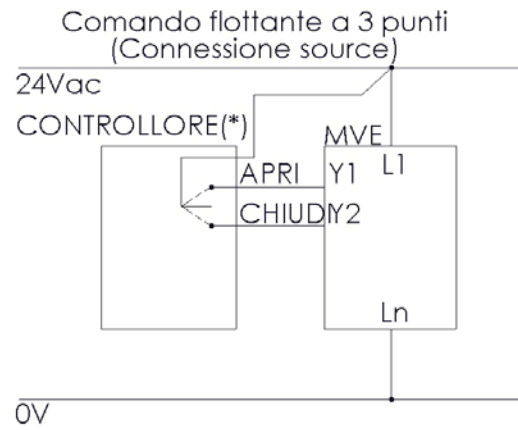 Comando flottante a 3 punti
(Connessione source)
24Vac
CONTROLLORE(*)
MVE
L1
APRI
Y1
CHIUDI
Y2
Ln
0V